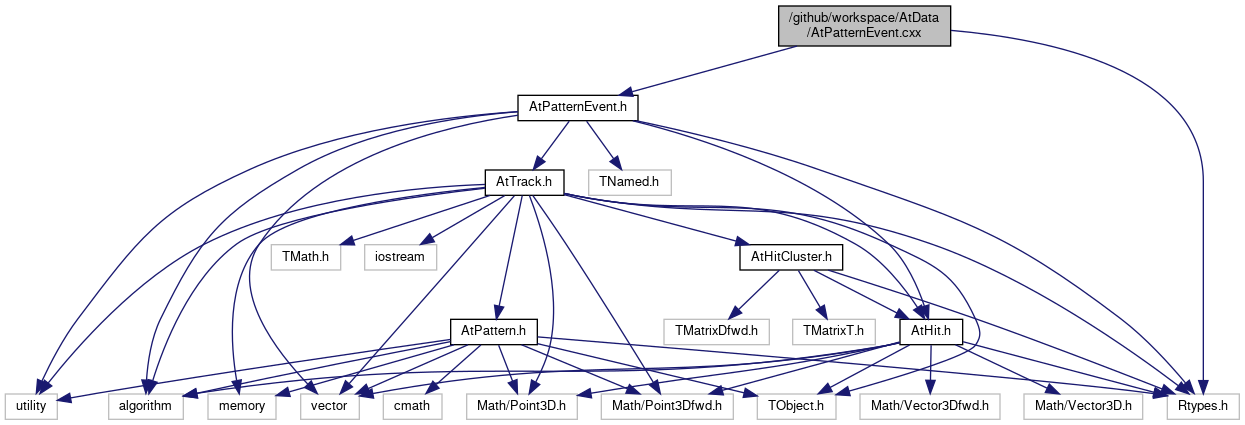 /github/workspace/AtData
/AtPatternEvent.cxx
AtPatternEvent.h
AtTrack.h
TNamed.h
TMath.h
iostream
AtHitCluster.h
AtPattern.h
TMatrixDfwd.h
TMatrixT.h
AtHit.h
utility
algorithm
memory
vector
cmath
Math/Point3D.h
Math/Point3Dfwd.h
TObject.h
Math/Vector3Dfwd.h
Math/Vector3D.h
Rtypes.h